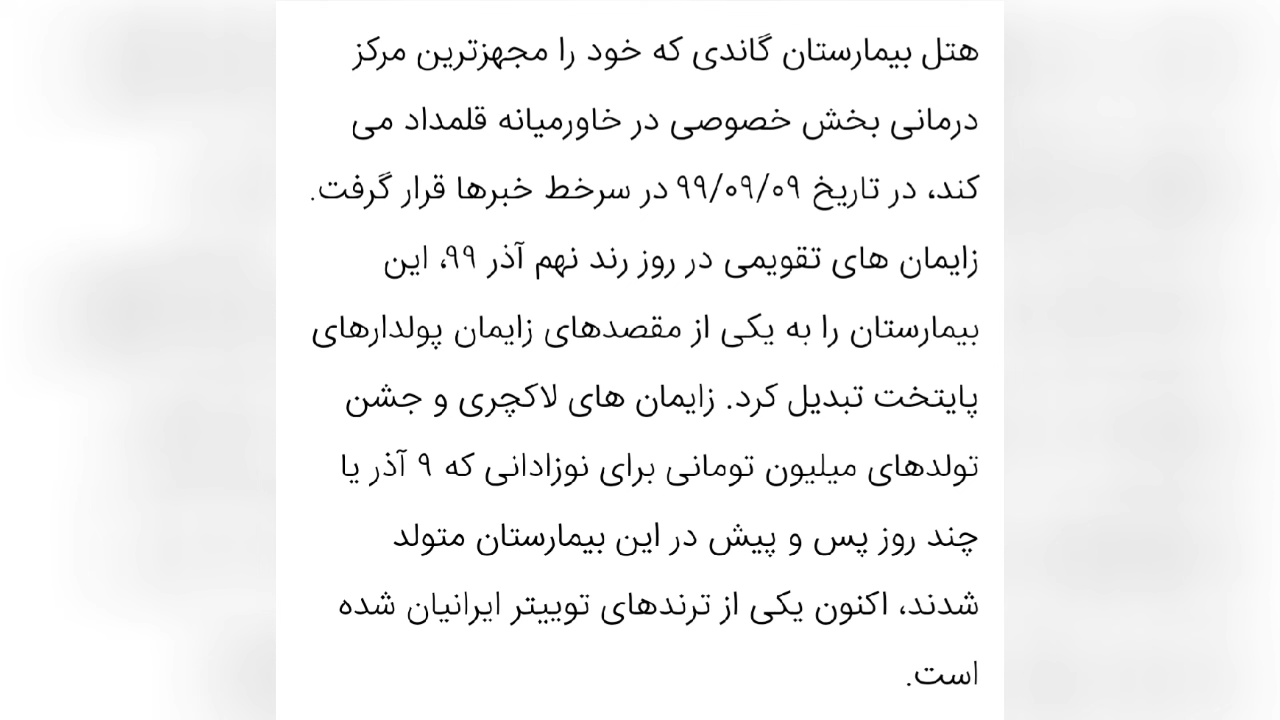 هتل بیمارستان گاندی که خود را مجهزترین مرکز
درمانی بخش خصوصی در خاورمیانه قلمداد می
کند، در تاریخ ۹۹/۰۹/۰۹ در سرخط خبرها قرار گرفت.
زایمان های تقویمی در روز رند نهم آذر ۹۹، این
بیمارستان را به یکی از مقصدهای زایمان پولدارهای
پایتخت تبدیل کرد. زایمان های لاکچری و جشن
تولدهای میلیون تومانی برای نوزادانی که ۹ آذر یا
چند روز پس و پیش در این بیمارستان متولد
شدند، اکنون یکی از ترندهای توییتر ایرانیان شده
است.